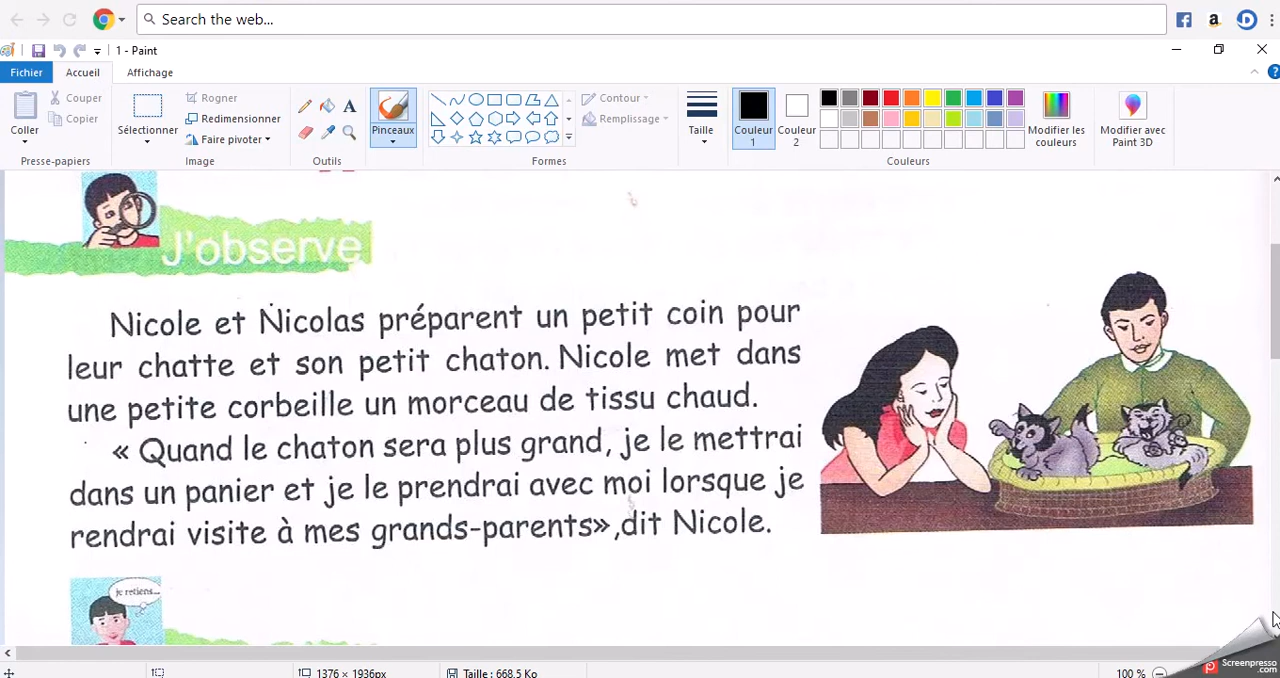 Search the web...
1 - Paint
Fichier Accueil Affichage
Coller
Couper
Copier
Presse-papiers
Sélectionner
Rogner
Redimensionner
Faire pivoter
Image
A
Outils
Pinceaux
Contour
Remplissage
Formes
Taille
Couleur 1
Couleur 2
Modifier les couleurs
Couleurs
Modifier avec Paint 3D
J'observe
Nicole et Nicolas préparent un petit coin pour
leur chatte et son petit chaton. Nicole met dans
une petite corbeille un morceau de tissu chaud.
« Quand le chaton sera plus grand, je le mettrai
dans un panier et je le prendrai avec moi lorsque je
rendrai visite à mes grands-parents» ,dit Nicole.
je retiens...
1376 × 1936px
Taille : 668.5 Ko
100 %
Screenpresso
.com